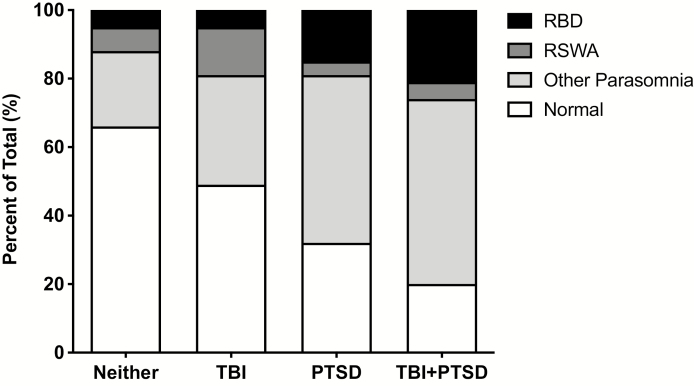 Percent of Total (%)
100
80
60
40
20
0
Neither
TBI
PTSD
TBI+PTSD
RBD
RSWA
Other Parasomnia
Normal